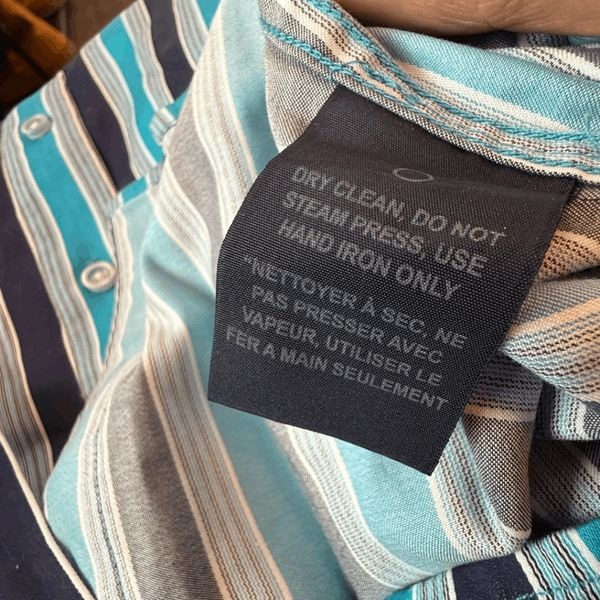 DRY CLEAN, DO NOT
STEAM PRESS, USE
HAND IRON ONLY
"NETTOYER À SEC, NE
PAS PRESSER AVEC
VAPEUR, UTILISER LE
FER A MAIN SEULEMENT